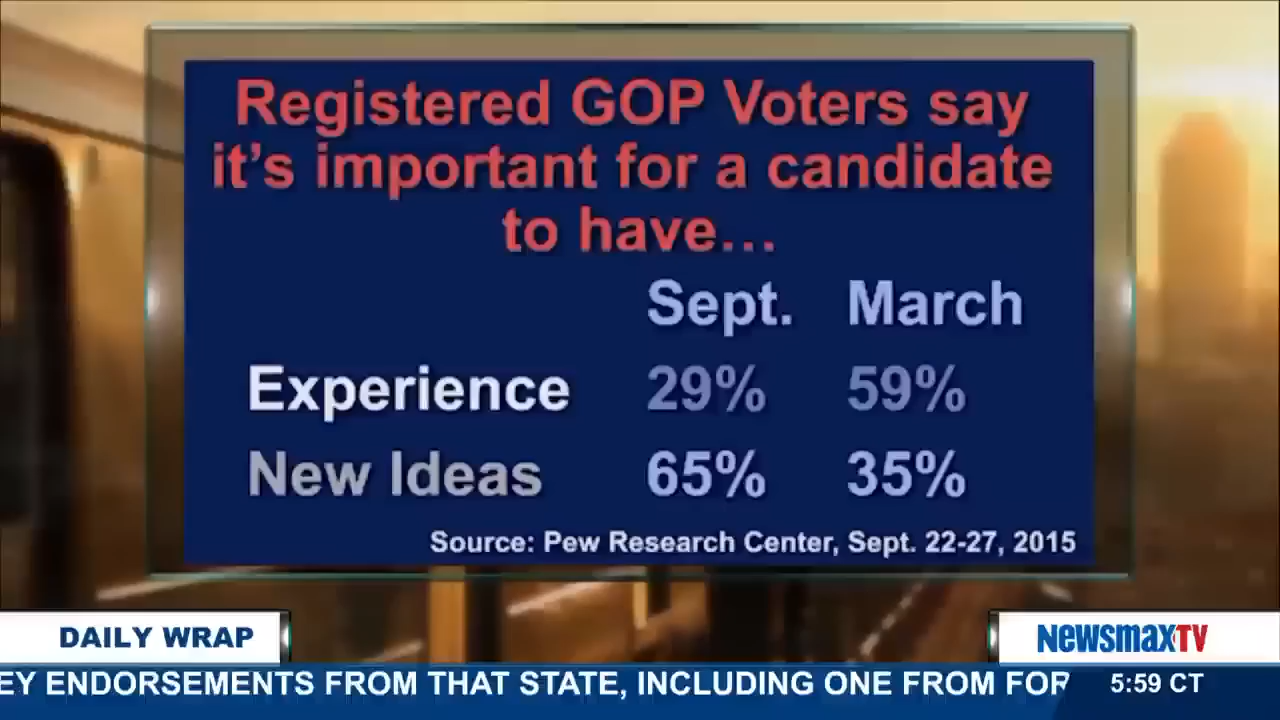 Registered GOP Voters say
it's important for a candidate
to have…
Sept. March
Experience 29% 59%
New Ideas 65% 35%
Source: Pew Research Center, Sept. 22-27, 2015
DAILY WRAP
NEWSMAXTV
EY ENDORSEMENTS FROM THAT STATE, INCLUDING ONE FROM FOR
5:59 CT